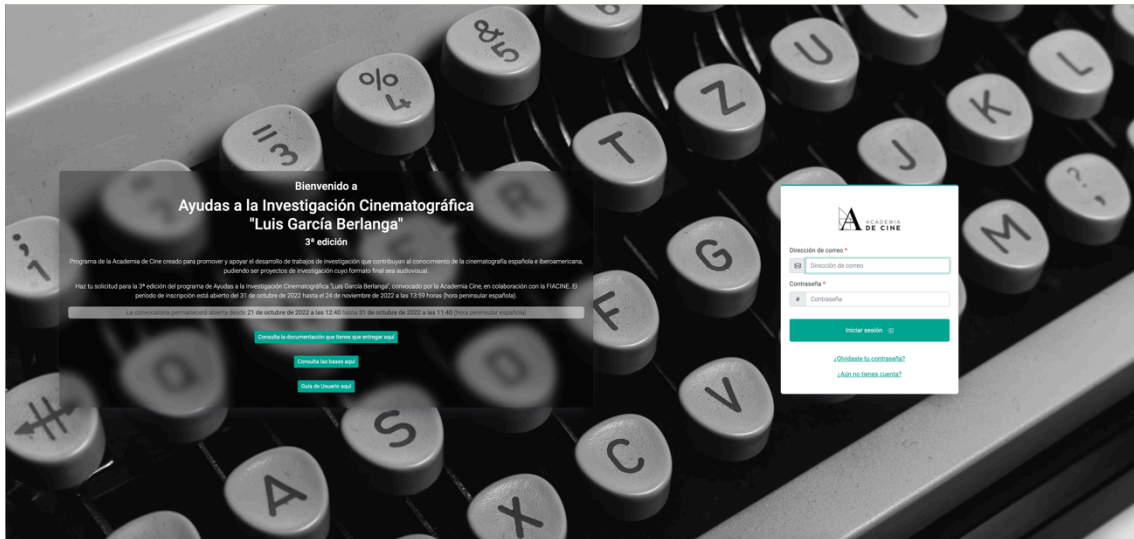 Bienvenido a
Ayudas a la Investigación Cinematográfica
"Luis García Berlanga"
3ª edición
Programa de la Academia de Cine creado para promover y apoyar el desarrollo de trabajos de investigación que contribuyan al conocimiento de la cinematografía española e iberoamericana,
pudiendo ser proyectos de investigación cuyo formato final sea audiovisual.
Haz tu solicitud para la 3ª edición del programa de Ayudas a la Investigación Cinematográfica "Luis García Berlanga", convocado por la Academia Cine, en colaboración con la FIACINE. El
período de inscripción está abierto del 31 de octubre de 2022 hasta el 24 de noviembre de 2022 a las 13:59 horas (hora peninsular española).
La convocatoria permanecerá abierta desde 21 de octubre de 2022 a las 12:40 hasta 31 de octubre de 2022 a las 11:40 (hora peninsular española)
Consulta la documentación que tienes que entregar aquí
Consulta las bases aquí
Guía de Usuario aquí
ACADEMIA
DE CINE
Dirección de correo *
Dirección de correo
Contraseña *
# Contraseña
Iniciar sesión
¿Olvidaste tu contraseña?
¿Aún no tienes cuenta?
& 5
% 4
= 3
; 1
T Z U I
J K L
G
M ? ,
F
V
D
R
S
C
A
X